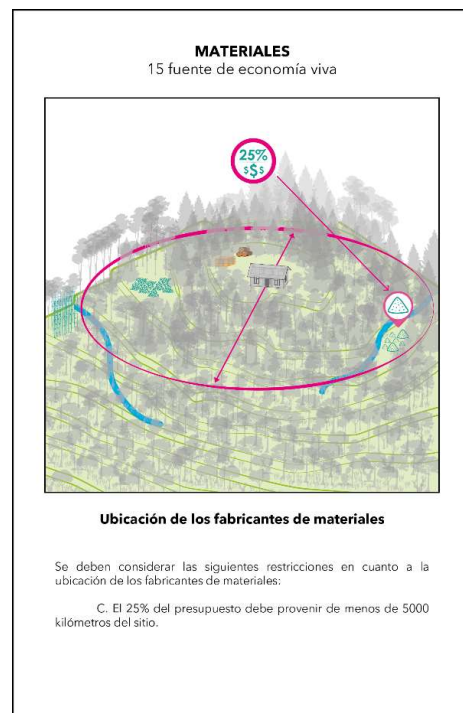 MATERIALES
15 fuente de economía viva
25%
$$$
Ubicación de los fabricantes de materiales
Se deben considerar las siguientes restricciones en cuanto a la
ubicación de los fabricantes de materiales:
C. El 25% del presupuesto debe provenir de menos de 5000
kilómetros del sitio.